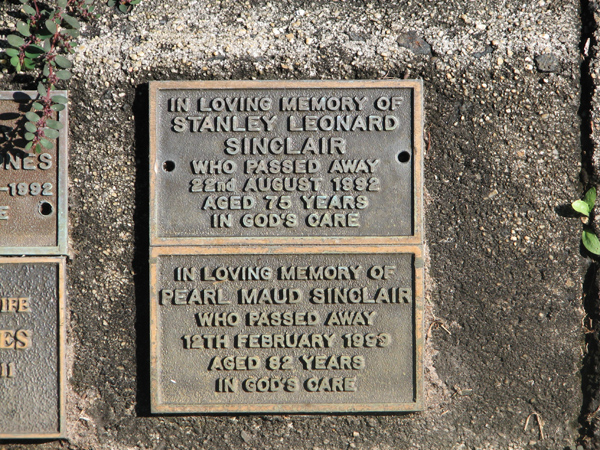 IN LOVING MEMORY OF
STANLEY LEONARD
SINCLAIR
WHO PASSED AWAY
22nd AUGUST 1992
AGED 75 YEARS
IN GOD'S CARE
IN LOVING MEMORY OF
PEARL MAUD SINCLAIR
WHO PASSED AWAY
12TH FEBRUARY 1999
AGED 82 YEARS
IN GOD'S CARE
-1992